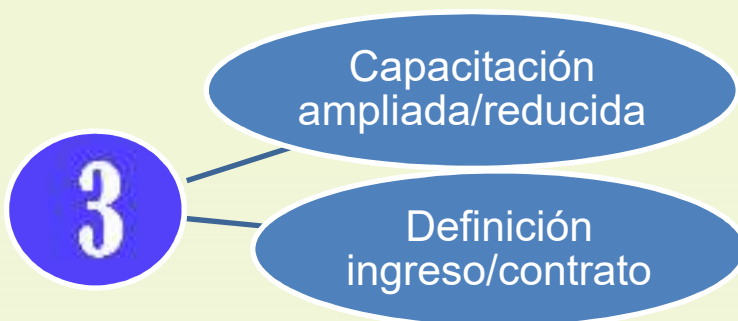 Capacitación
ampliada/reducida
3
Definición
ingreso/contrato